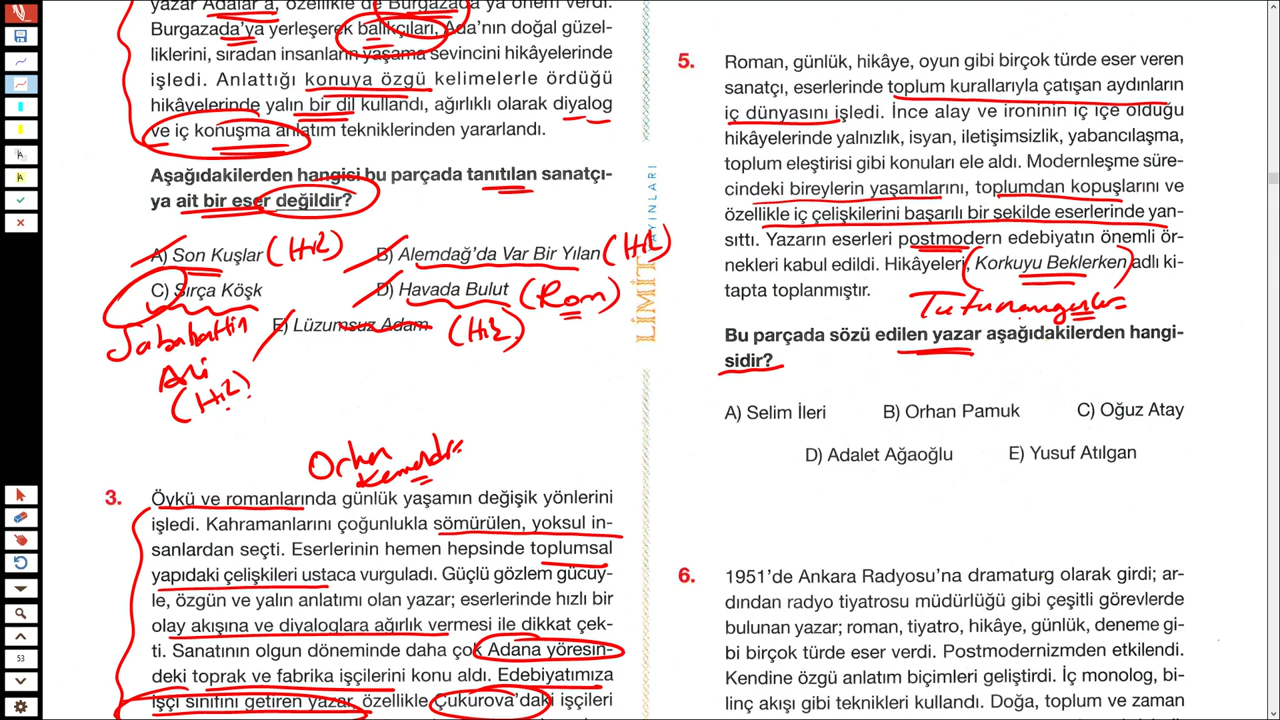 yazar Adalar'a, özellikle de Burgazada'ya önem verdi.
Burgazada'ya yerleşerek balıkçıları, Ada'nın doğal güzel-
liklerini, sıradan insanların yaşama sevincini hikâyelerinde
işledi. Anlattığı konuya özgü kelimelerle ördüğü
hikâyelerinde yalın bir dil kullandı, ağırlıklı olarak diyalog
ve iç konuşma anlatım tekniklerinden yararlandı.
Aşağıdakilerden hangisi bu parçada tanıtılan sanatçı-
ya ait bir eser değildir?
A) Son Kuşlar (Hik)
B) Alemdağ'da Var Bir Yılan (Hik)
C) Sırça Köşk
D) Havada Bulut (Rom)
E) Lüzumsuz Adam (Hik)
Sabahattin
Ali
(Hik)
Orhan
Kemal
3. Öykü ve romanlarında günlük yaşamın değişik yönlerini
işledi. Kahramanlarını çoğunlukla sömürülen, yoksul in-
sanlardan seçti. Eserlerinin hemen hepsinde toplumsal
yapıdaki çelişkileri ustaca vurguladı. Güçlü gözlem gücüy-
le, özgün ve yalın anlatımı olan yazar; eserlerinde hızlı bir
olay akışına ve diyaloglara ağırlık vermesi ile dikkat çek-
ti. Sanatının olgun döneminde daha çok Adana yöresin-
deki toprak ve fabrika işçilerini konu aldı. Edebiyatımıza
işçi sınıfını getiren yazar, özellikle Çukurova'daki işçileri
LİMİT YAYINLARI
5. Roman, günlük, hikâye, oyun gibi birçok türde eser veren
sanatçı, eserlerinde toplum kurallarıyla çatışan aydınların
iç dünyasını işledi. İnce alay ve ironinin iç içe olduğu
hikâyelerinde yalnızlık, isyan, iletişimsizlik, yabancılaşma,
toplum eleştirisi gibi konuları ele aldı. Modernleşme süre-
cindeki bireylerin yaşamlarını, toplumdan kopuşlarını ve
özellikle iç çelişkilerini başarılı bir şekilde eserlerinde yan-
sıttı. Yazarın eserleri postmodern edebiyatın önemli ör-
nekleri kabul edildi. Hikâyeleri, Korkuyu Beklerken adlı ki-
tapta toplanmıştır.
Tutunamayanlar
Bu parçada sözü edilen yazar aşağıdakilerden hangi-
sidir?
A) Selim İleri
B) Orhan Pamuk
C) Oğuz Atay
D) Adalet Ağaoğlu
E) Yusuf Atılgan
6. 1951'de Ankara Radyosu'na dramaturg olarak girdi; ar-
dından radyo tiyatrosu müdürlüğü gibi çeşitli görevlerde
bulunan yazar; roman, tiyatro, hikâye, günlük, deneme gi-
bi birçok türde eser verdi. Postmodernizmden etkilendi.
Kendine özgü anlatım biçimleri geliştirdi. İç monolog, bi-
linç akışı gibi teknikleri kullandı. Doğa, toplum ve zaman
53